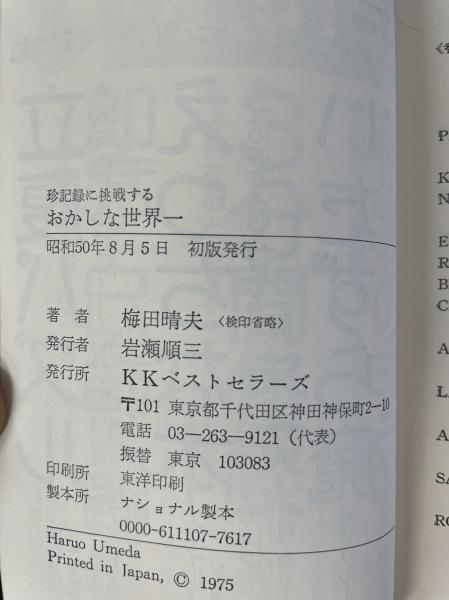 珍記録に挑戦する
おかしな世界一
昭和50年8月5日 初版発行
著者 梅田晴夫 〈検印省略〉
発行者 岩瀬順三
発行所 KKベストセラーズ
〒101 東京都千代田区神田神保町2-10
電話 03-263-9121(代表)
振替 東京 103083
印刷所 東洋印刷
製本所 ナショナル製本
0000-611107-7617
Haruo Umeda
Printed in Japan, © 1975